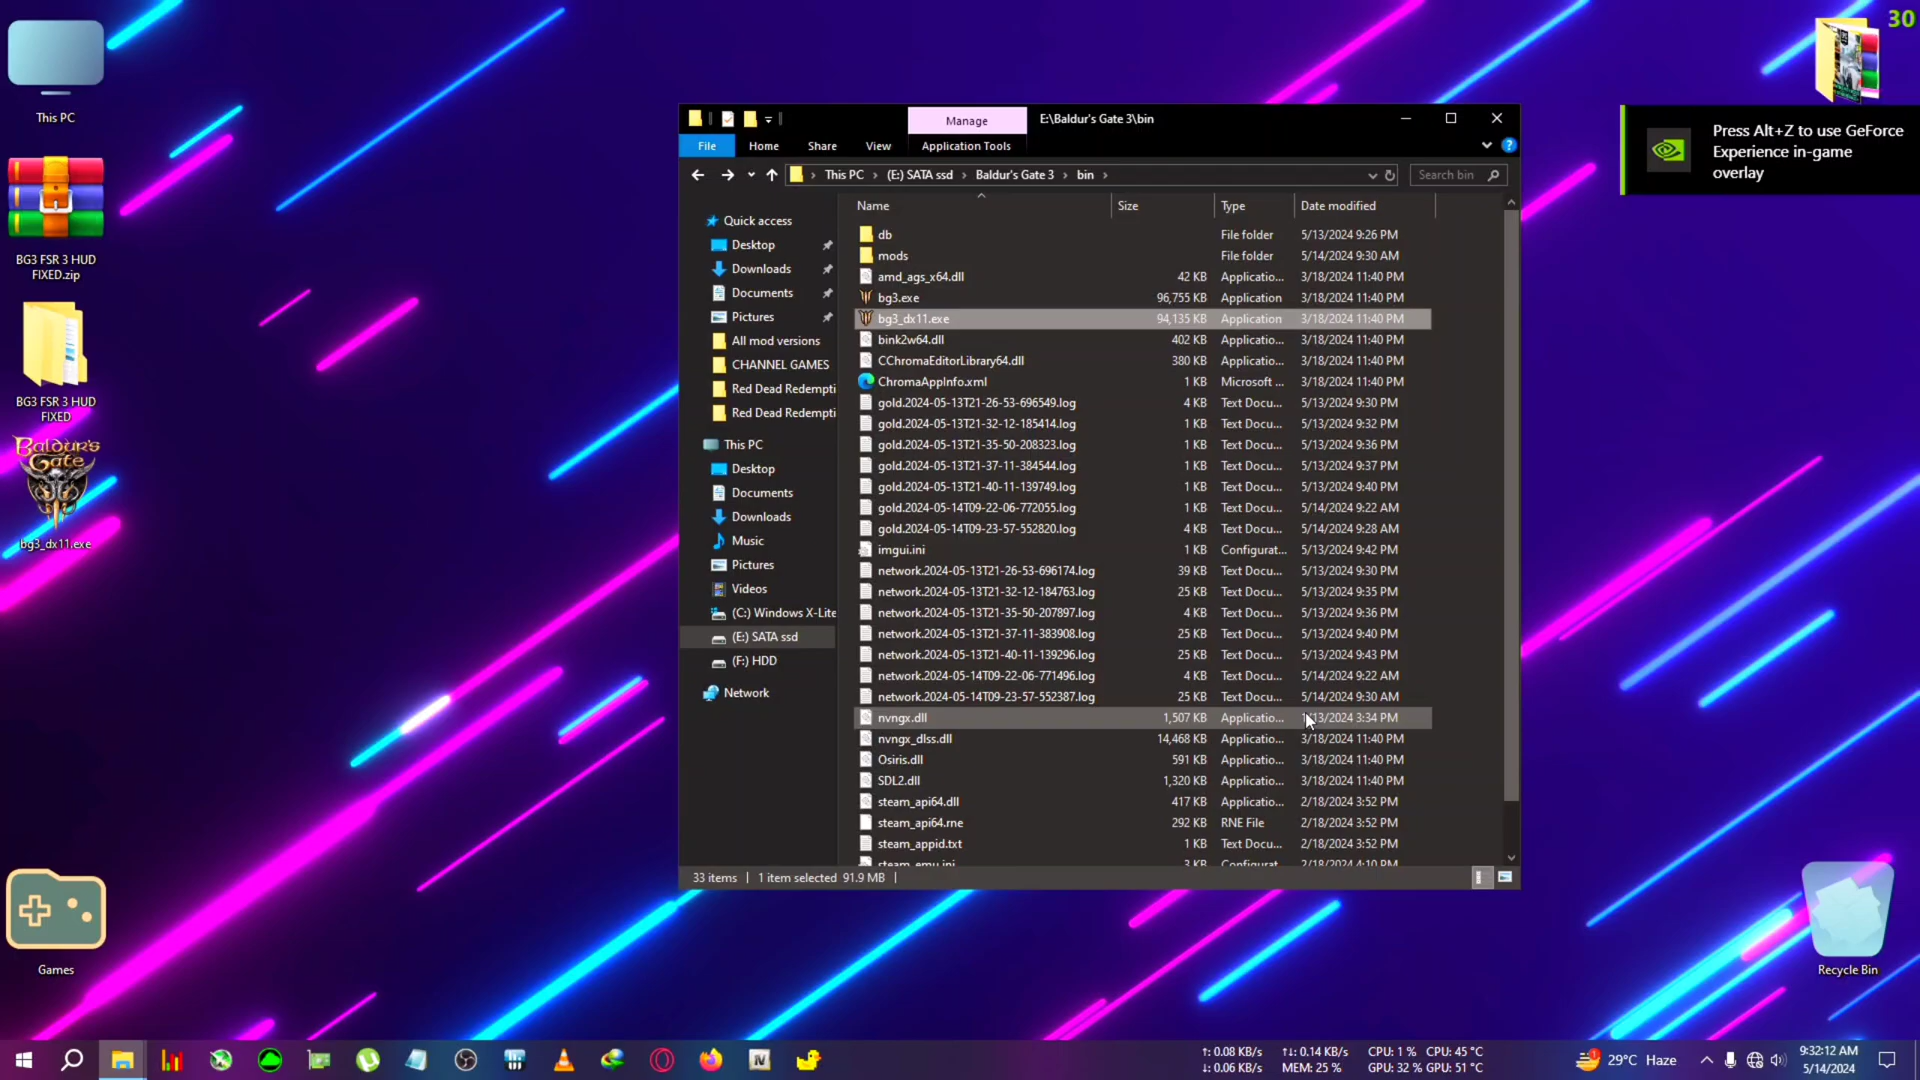 30
This PC
BG3 FSR 3 HUD
FIXED.zip
BG3 FSR 3 HUD
FIXED
Baldur's
Gate
bg3_dx11.exe
Games
Recycle Bin
Press Alt+Z to use GeForce
Experience in-game
overlay
Manage
E:\Baldur's Gate 3\bin
File
Home
Share
View
Application Tools
This PC > (E:) SATA ssd > Baldur's Gate 3 > bin >
Search bin
Quick access
Desktop
Downloads
Documents
Pictures
All mod versions
CHANNEL GAMES
Red Dead Redempti
Red Dead Redempti
This PC
Desktop
Documents
Downloads
Music
Pictures
Videos
(C:) Windows X-Lite
(E:) SATA ssd
(F:) HDD
Network
Name Size Type Date modified
db File folder 5/13/2024 9:26 PM
mods File folder 5/14/2024 9:30 AM
amd_ags_x64.dll 42 KB Applicatio... 3/18/2024 11:40 PM
bg3.exe 96,755 KB Application 3/18/2024 11:40 PM
bg3_dx11.exe 94,135 KB Application 3/18/2024 11:40 PM
bink2w64.dll 402 KB Applicatio... 3/18/2024 11:40 PM
CChromaEditorLibrary64.dll 380 KB Applicatio... 3/18/2024 11:40 PM
ChromaAppInfo.xml 1 KB Microsoft ... 3/18/2024 11:40 PM
gold.2024-05-13T21-26-53-696549.log 4 KB Text Docu... 5/13/2024 9:30 PM
gold.2024-05-13T21-32-12-185414.log 1 KB Text Docu... 5/13/2024 9:32 PM
gold.2024-05-13T21-35-50-208323.log 1 KB Text Docu... 5/13/2024 9:36 PM
gold.2024-05-13T21-37-11-384544.log 1 KB Text Docu... 5/13/2024 9:37 PM
gold.2024-05-13T21-40-11-139749.log 1 KB Text Docu... 5/13/2024 9:40 PM
gold.2024-05-14T09-22-06-772055.log 1 KB Text Docu... 5/14/2024 9:22 AM
gold.2024-05-14T09-23-57-552820.log 4 KB Text Docu... 5/14/2024 9:28 AM
imgui.ini 1 KB Configurat... 5/13/2024 9:42 PM
network.2024-05-13T21-26-53-696174.log 39 KB Text Docu... 5/13/2024 9:30 PM
network.2024-05-13T21-32-12-184763.log 25 KB Text Docu... 5/13/2024 9:35 PM
network.2024-05-13T21-35-50-207897.log 4 KB Text Docu... 5/13/2024 9:36 PM
network.2024-05-13T21-37-11-383908.log 25 KB Text Docu... 5/13/2024 9:40 PM
network.2024-05-13T21-40-11-139296.log 25 KB Text Docu... 5/13/2024 9:43 PM
network.2024-05-14T09-22-06-771496.log 4 KB Text Docu... 5/14/2024 9:22 AM
network.2024-05-14T09-23-57-552387.log 25 KB Text Docu... 5/14/2024 9:30 AM
nvngx.dll 1,507 KB Applicatio... 3:34 PM
nvngx_dlss.dll 14,468 KB Applicatio... 3/18/2024 11:40 PM
Osiris.dll 591 KB Applicatio... 3/18/2024 11:40 PM
SDL2.dll 1,320 KB Applicatio... 3/18/2024 11:40 PM
steam_api64.dll 417 KB Applicatio... 2/18/2024 3:52 PM
steam_api64.rne 292 KB RNE File 2/18/2024 3:52 PM
steam_appid.txt 1 KB Text Docu... 2/18/2024 3:52 PM
steam_emu.ini 3 KB Configurat... 2/18/2024 4:10 PM
33 items 1 item selected 91.9 MB
↑: 0.08 KB/s ↑↓: 0.14 KB/s CPU: 1 % CPU: 45 °C
↓: 0.06 KB/s MEM: 25 % GPU: 32 % GPU: 51 °C
1
29°C Haze
9:32:12 AM
5/14/2024